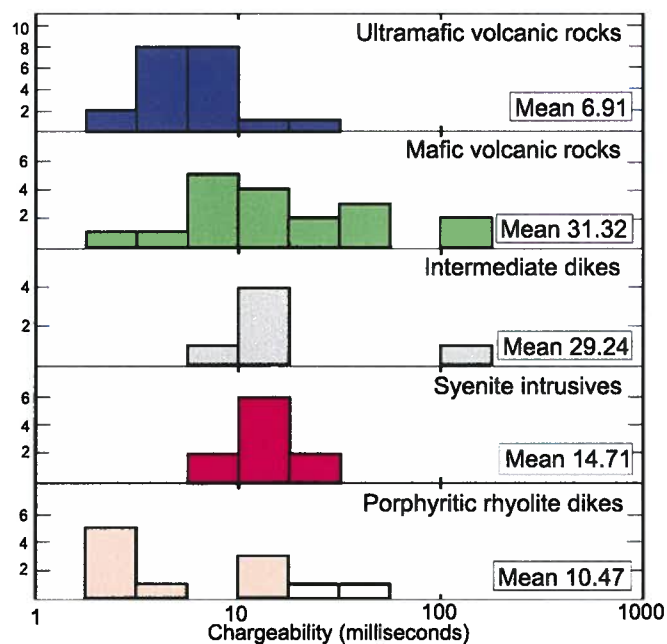 10
8
6
4
2
Ultramafic volcanic rocks
Mean 6.91
6
4
2
Mafic volcanic rocks
Mean 31.32
4
2
Intermediate dikes
Mean 29.24
6
4
2
Syenite intrusives
Mean 14.71
6
4
2
Porphyritic rhyolite dikes
Mean 10.47
1 10 100 1000
Chargeability (milliseconds)